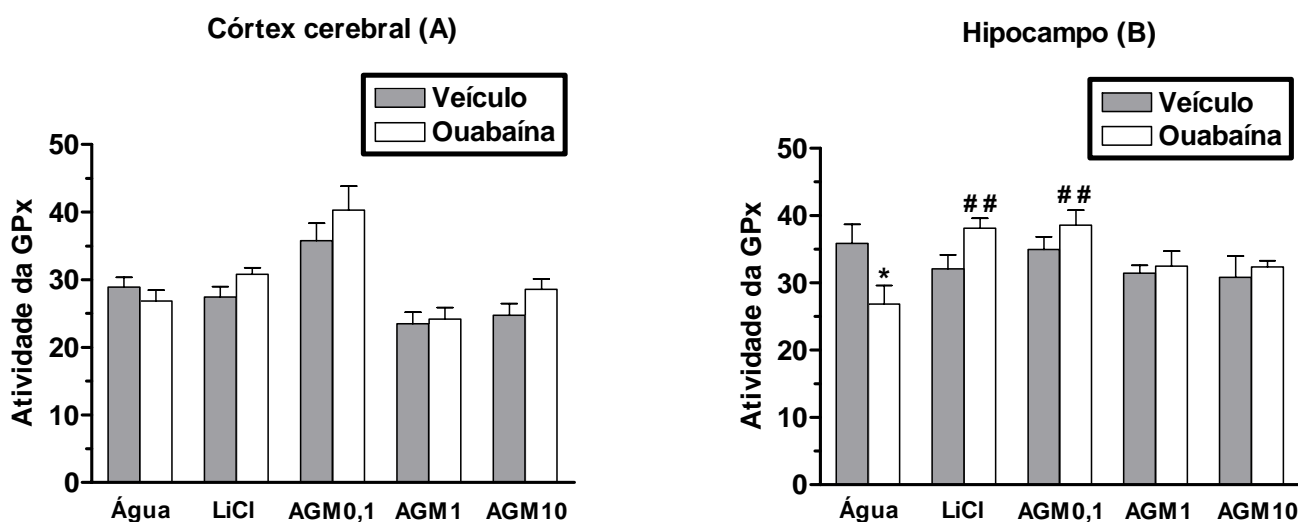 Córtex cerebral (A)
Veículo
Ouabaína
Atividade da GPx
50
40
30
20
10
0
Água LiCl AGM0,1 AGM1 AGM10
Hipocampo (B)
Veículo
Ouabaína
Atividade da GPx
50
40
30
20
10
0
*
##
##
Água LiCl AGM0,1 AGM1 AGM10